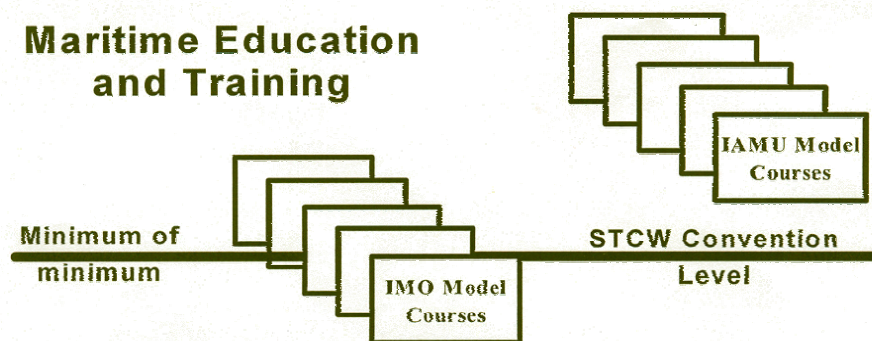 Maritime Education
and Training
IAMU Model
Courses
Minimum of
minimum
STCW Convention
Level
IMO Model
Courses